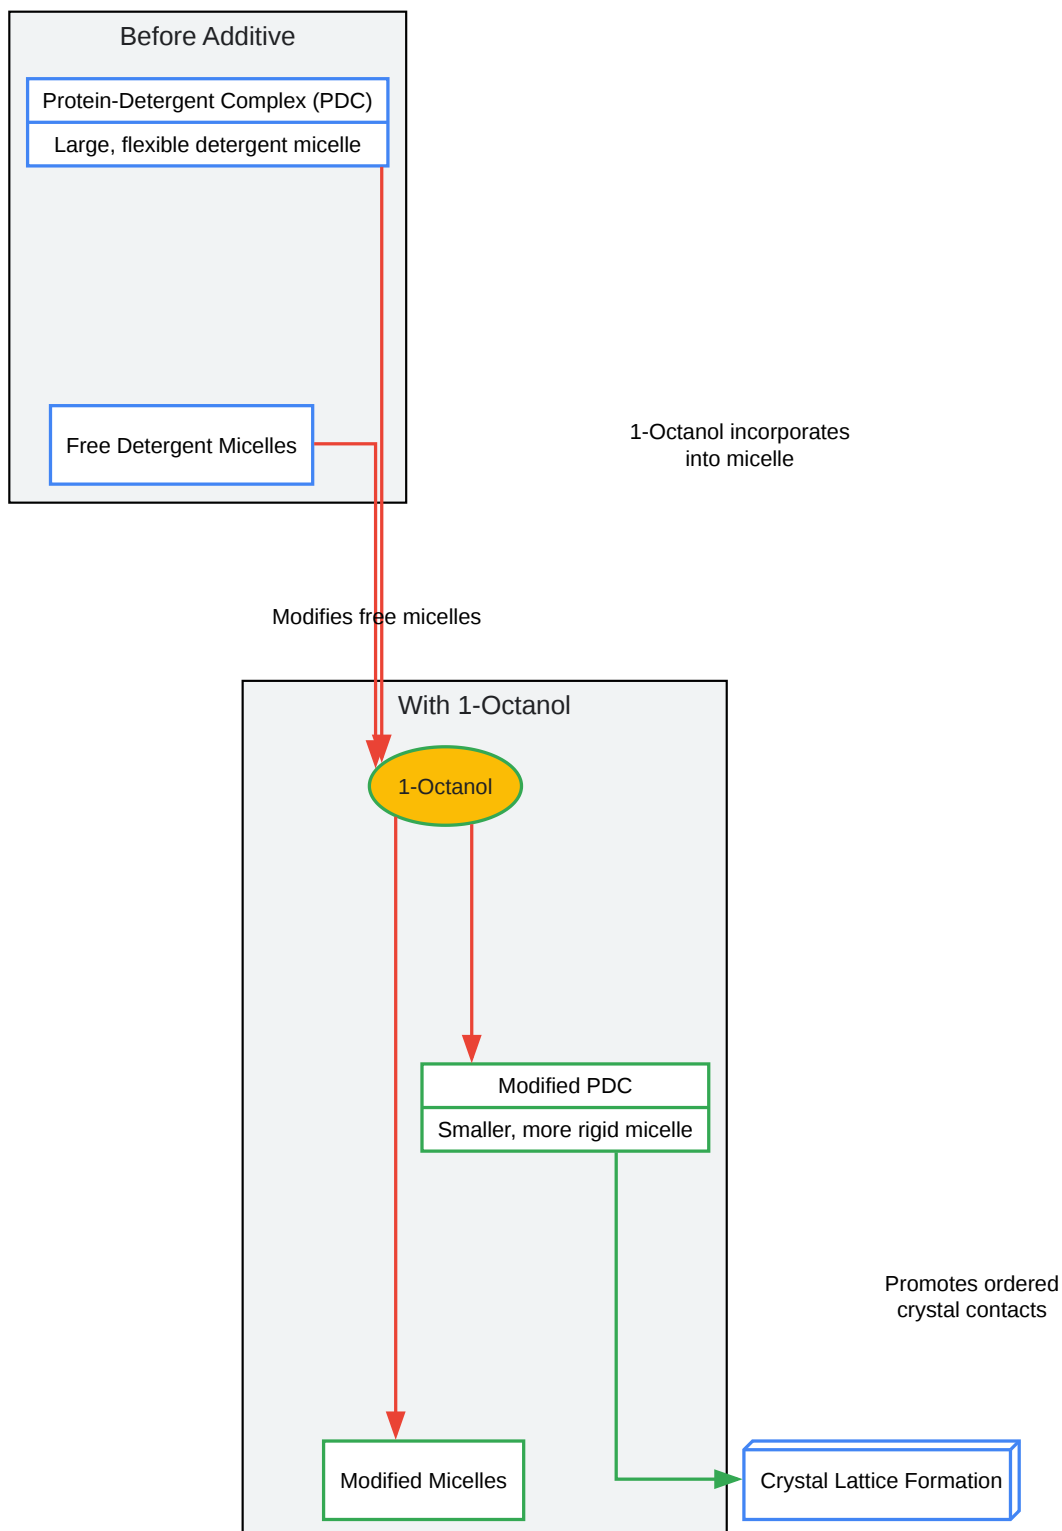 Before Additive
Protein-Detergent Complex (PDC)
Large, flexible detergent micelle
Free Detergent Micelles
1-Octanol incorporates
into micelle
Modifies free micelles
With 1-Octanol
1-Octanol
Modified PDC
Smaller, more rigid micelle
Promotes ordered
crystal contacts
Modified Micelles
Crystal Lattice Formation